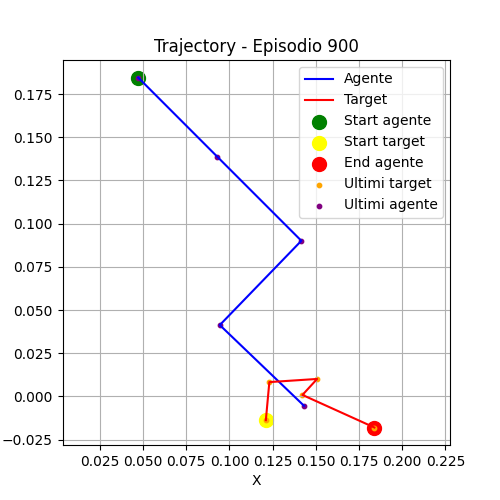 Trajectory - Episodio 900
Agente
Target
Start agente
Start target
End agente
Ultimi target
Ultimi agente
0.175
0.150
0.125
0.100
0.075
0.050
0.025
0.000
−0.025
0.025 0.050 0.075 0.100 0.125 0.150 0.175 0.200 0.225
X